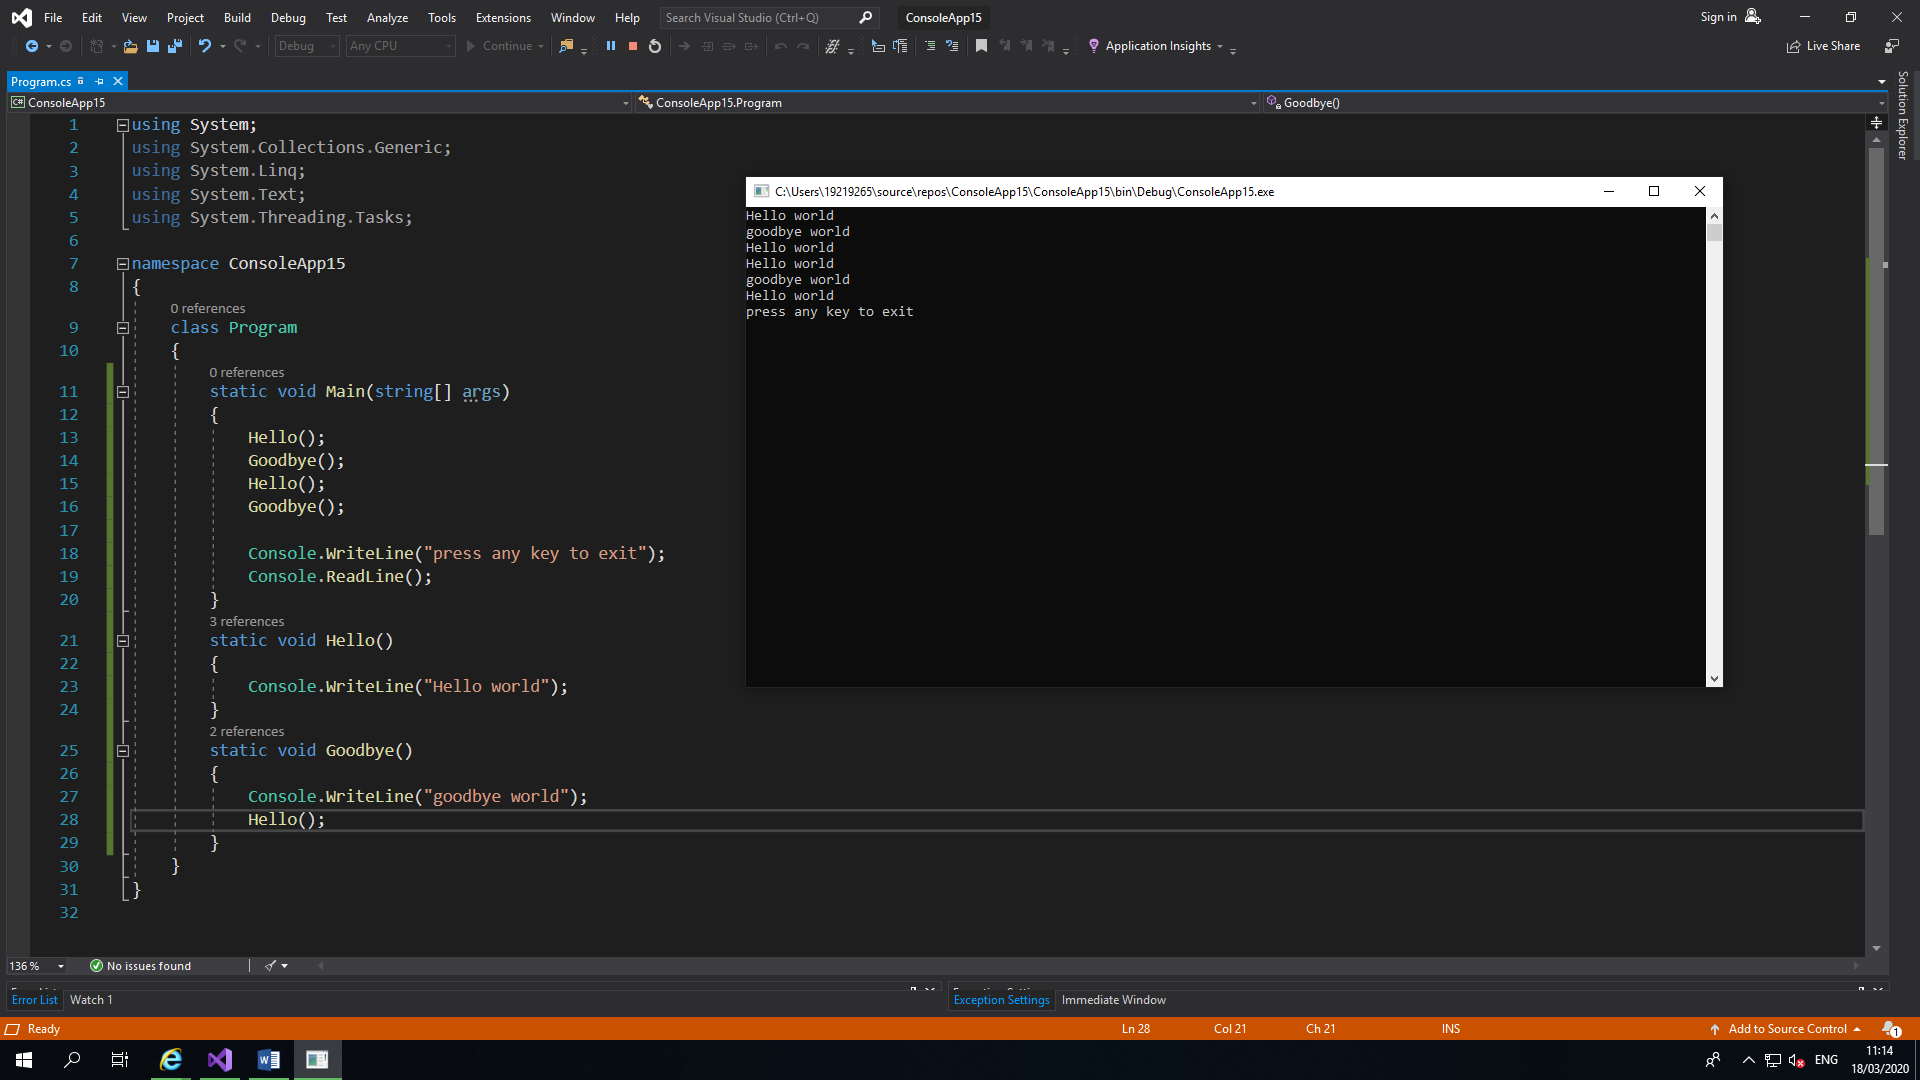 File Edit View Project Build Debug Test Analyze Tools Extensions Window Help Search Visual Studio (Ctrl+Q) ConsoleApp15 Sign in
Debug Any CPU Continue Application Insights Live Share
Program.cs
ConsoleApp15 ConsoleApp15.Program Goodbye()
Solution Explorer
1 using System;
2 using System.Collections.Generic;
3 using System.Linq;
4 using System.Text;
5 using System.Threading.Tasks;
6
7 namespace ConsoleApp15
8 {
0 references
9 class Program
10 {
0 references
11 static void Main(string[] args)
12 {
13 Hello();
14 Goodbye();
15 Hello();
16 Goodbye();
17
18 Console.WriteLine("press any key to exit");
19 Console.ReadLine();
20 }
3 references
21 static void Hello()
22 {
23 Console.WriteLine("Hello world");
24 }
2 references
25 static void Goodbye()
26 {
27 Console.WriteLine("goodbye world");
28 Hello();
29 }
30 }
31 }
32
C:\Users\19219265\source\repos\ConsoleApp15\ConsoleApp15\bin\Debug\ConsoleApp15.exe
Hello world
goodbye world
Hello world
Hello world
goodbye world
Hello world
press any key to exit
136 % No issues found
Error List Watch 1 Exception Settings Immediate Window
Ready Ln 28 Col 21 Ch 21 INS Add to Source Control 1
ENG 11:14
18/03/2020